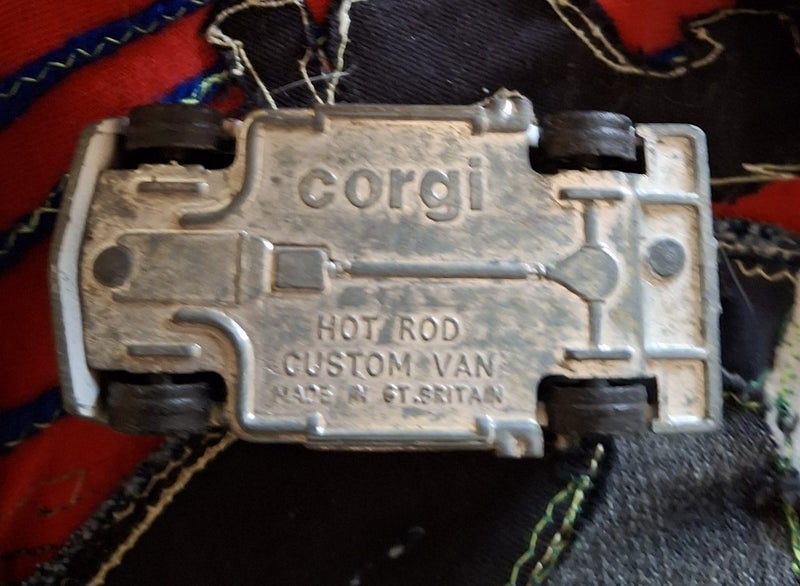 corgi
HOT ROD
CUSTOM VAN
MADE IN GT.BRITAIN